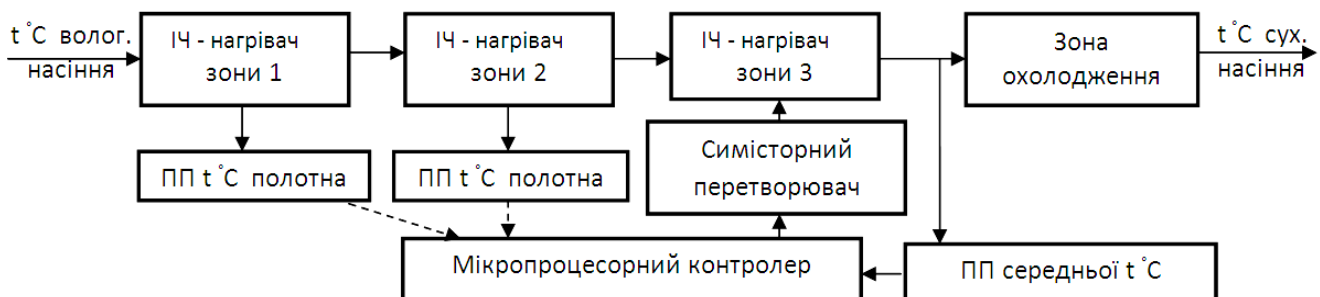 t °C волог.
насіння
ІЧ - нагрівач
зони 1
ІЧ - нагрівач
зони 2
ІЧ - нагрівач
зони 3
Зона
охолодження
t °C сух.
насіння
ПП t °C полотна
ПП t °C полотна
Симісторний
перетворювач
Мікропроцесорний контролер
ПП середньої t °C